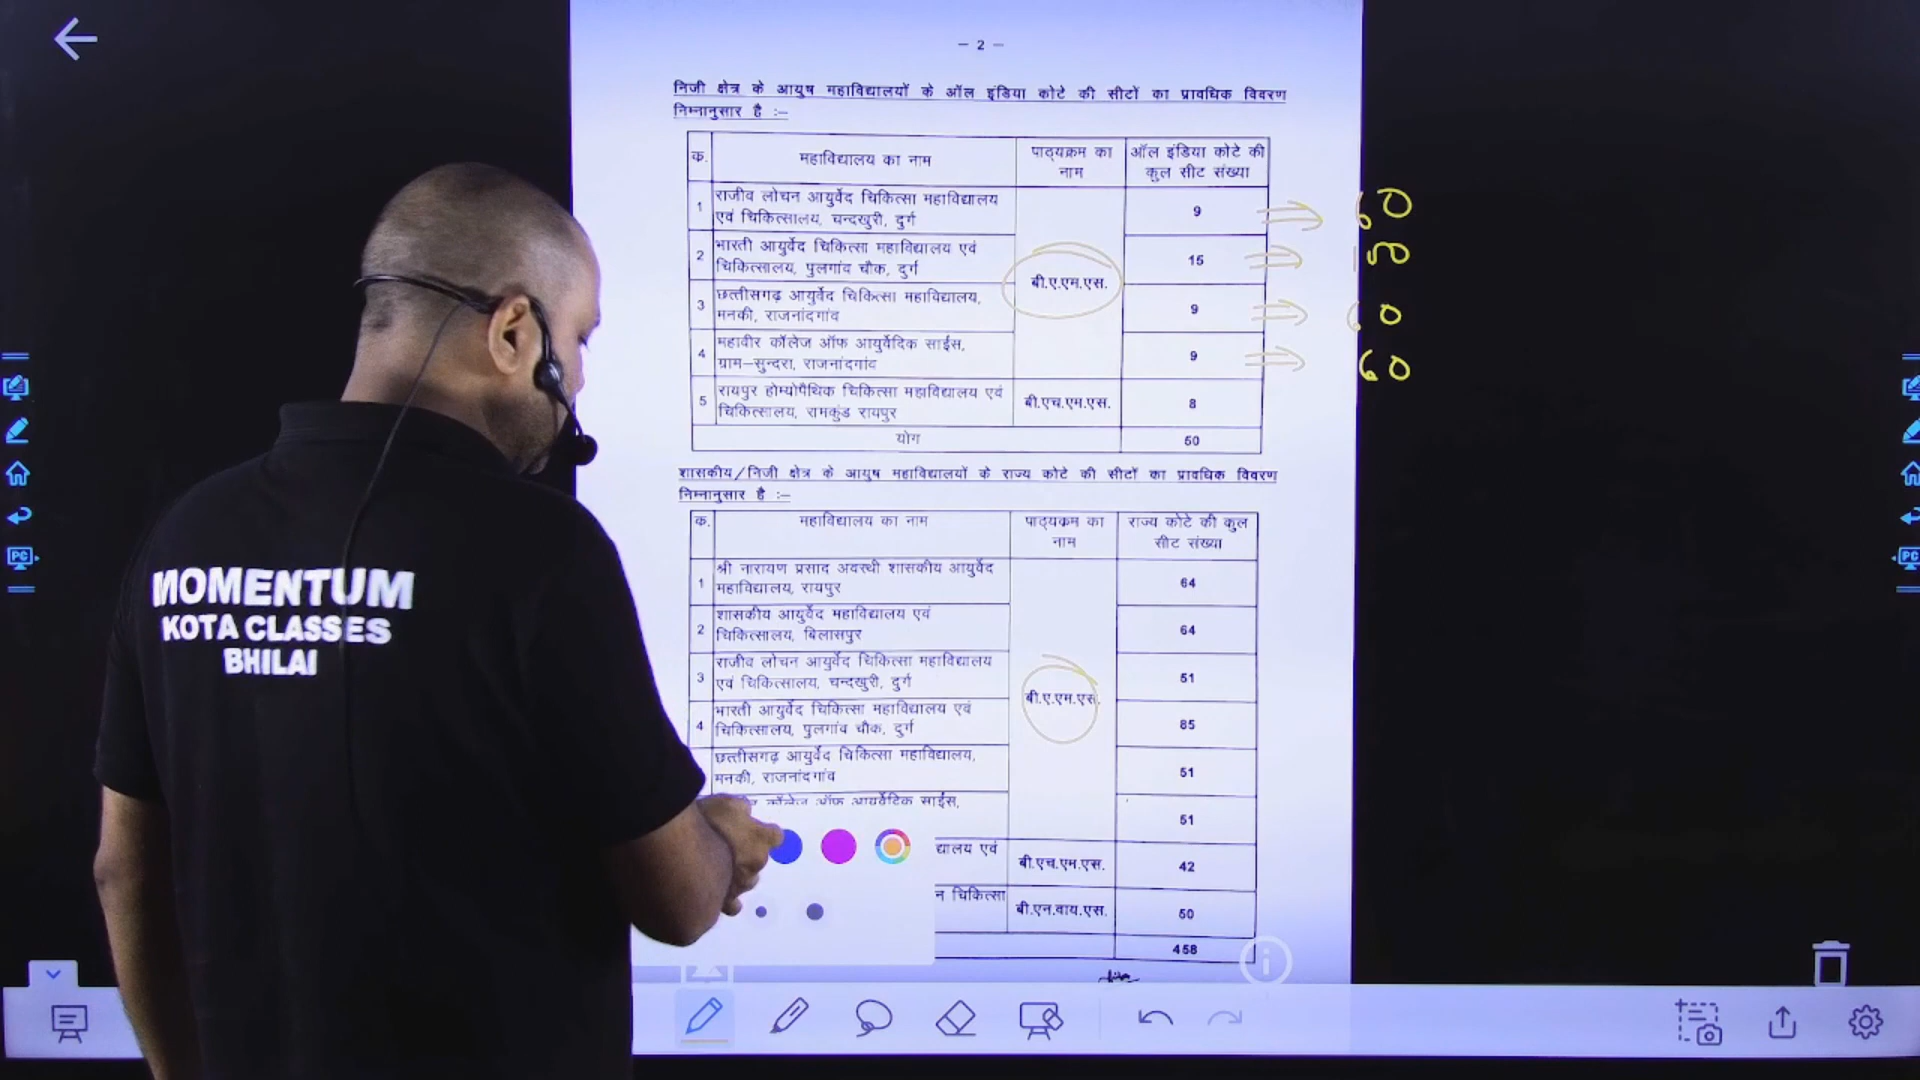 – 2 –
निजी क्षेत्र के आयुष महाविद्यालयों के ऑल इंडिया कोटे की सीटों का प्रावधिक विवरण
निम्नानुसार है :–
क.
महाविद्यालय का नाम
पाठ्यक्रम का
नाम
ऑल इंडिया कोटे की
कुल सीट संख्या
1
राजीव लोचन आयुर्वेद चिकित्सा महाविद्यालय
एवं चिकित्सालय, चन्दखुरी, दुर्ग
9
60
2
भारती आयुर्वेद चिकित्सा महाविद्यालय एवं
चिकित्सालय, पुलगांव चौक, दुर्ग
बी.ए.एम.एस.
15
3
छत्तीसगढ़ आयुर्वेद चिकित्सा महाविद्यालय,
मनकी, राजनांदगांव
9
60
4
महावीर कॉलेज ऑफ आयुर्वेदिक साईंस,
ग्राम–सुन्दरा, राजनांदगांव
9
60
5
रायपुर होम्योपैथिक चिकित्सा महाविद्यालय एवं
चिकित्सालय, रामकुंड रायपुर
बी.एच.एम.एस.
8
योग
50
शासकीय/निजी क्षेत्र के आयुष महाविद्यालयों के राज्य कोटे की सीटों का प्रावधिक विवरण
निम्नानुसार है :–
क.
महाविद्यालय का नाम
पाठ्यक्रम का
नाम
राज्य कोटे की कुल
सीट संख्या
1
श्री नारायण प्रसाद अवस्थी शासकीय आयुर्वेद
महाविद्यालय, रायपुर
64
2
शासकीय आयुर्वेद महाविद्यालय एवं
चिकित्सालय, बिलासपुर
64
3
राजीव लोचन आयुर्वेद चिकित्सा महाविद्यालय
एवं चिकित्सालय, चन्दखुरी, दुर्ग
51
बी.ए.एम.एस.
4
भारती आयुर्वेद चिकित्सा महाविद्यालय एवं
चिकित्सालय, पुलगांव चौक, दुर्ग
85
छत्तीसगढ़ आयुर्वेद चिकित्सा महाविद्यालय,
मनकी, राजनांदगांव
51
कॉलेज ऑफ आयुर्वेदिक साईंस,
51
एवं
बी.एच.एम.एस.
42
चिकित्सा
बी.एन.वाय.एस.
50
458
MOMENTUM
KOTA CLASSES
BHILAI
PC
PC